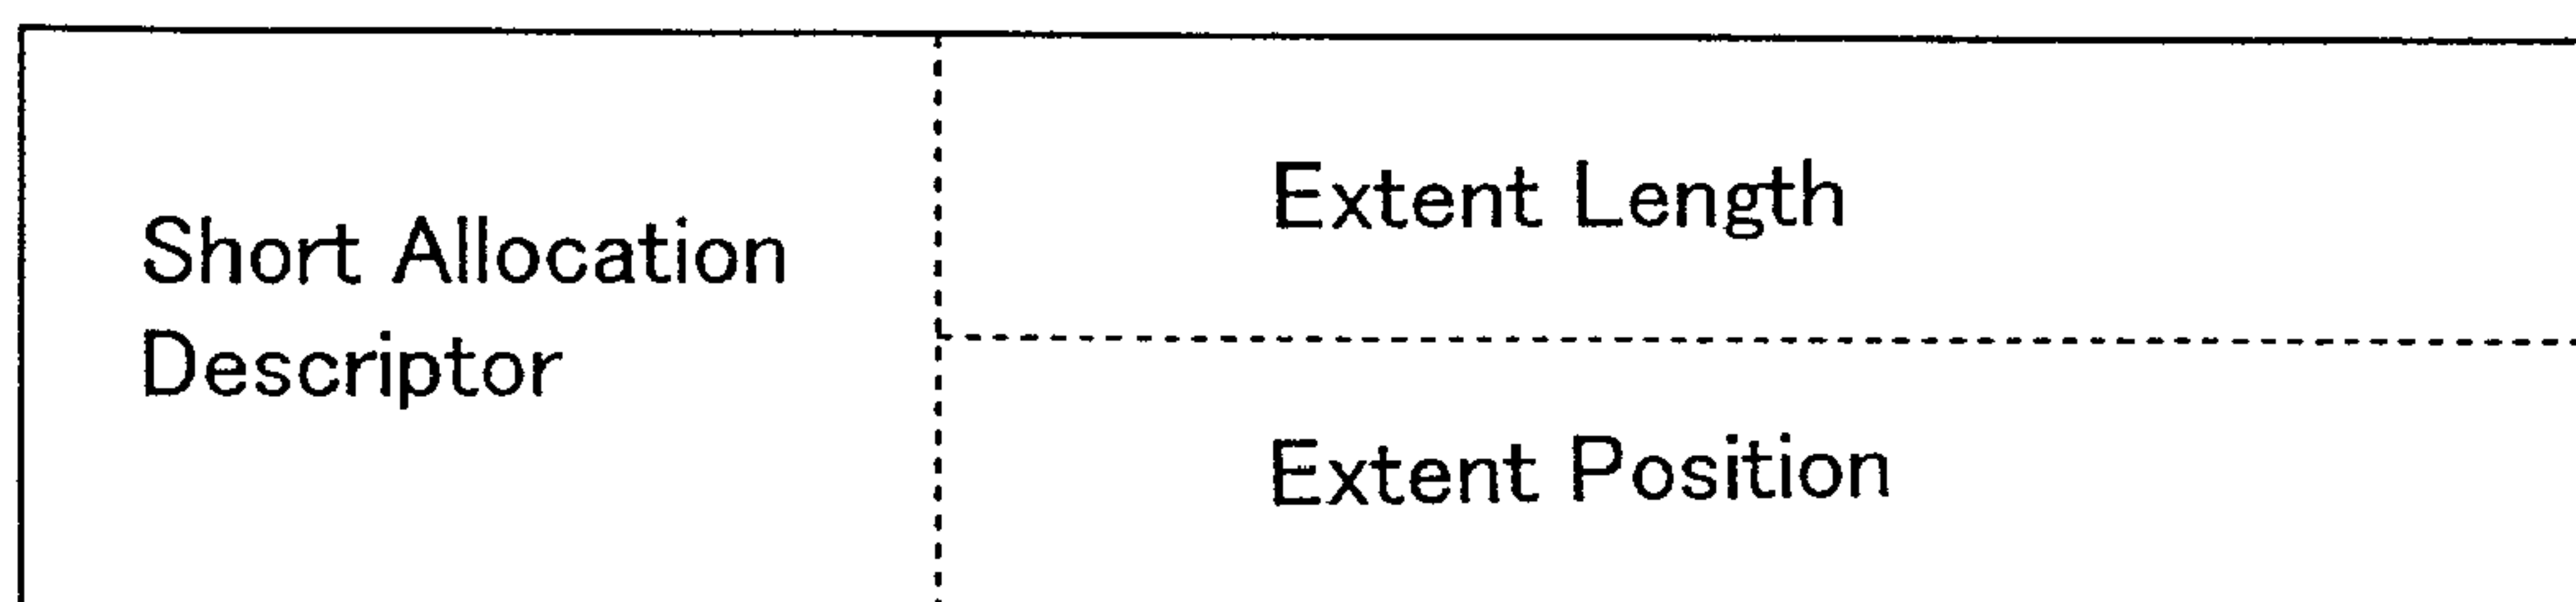 Short Allocation
Descriptor
Extent Length
Extent Position